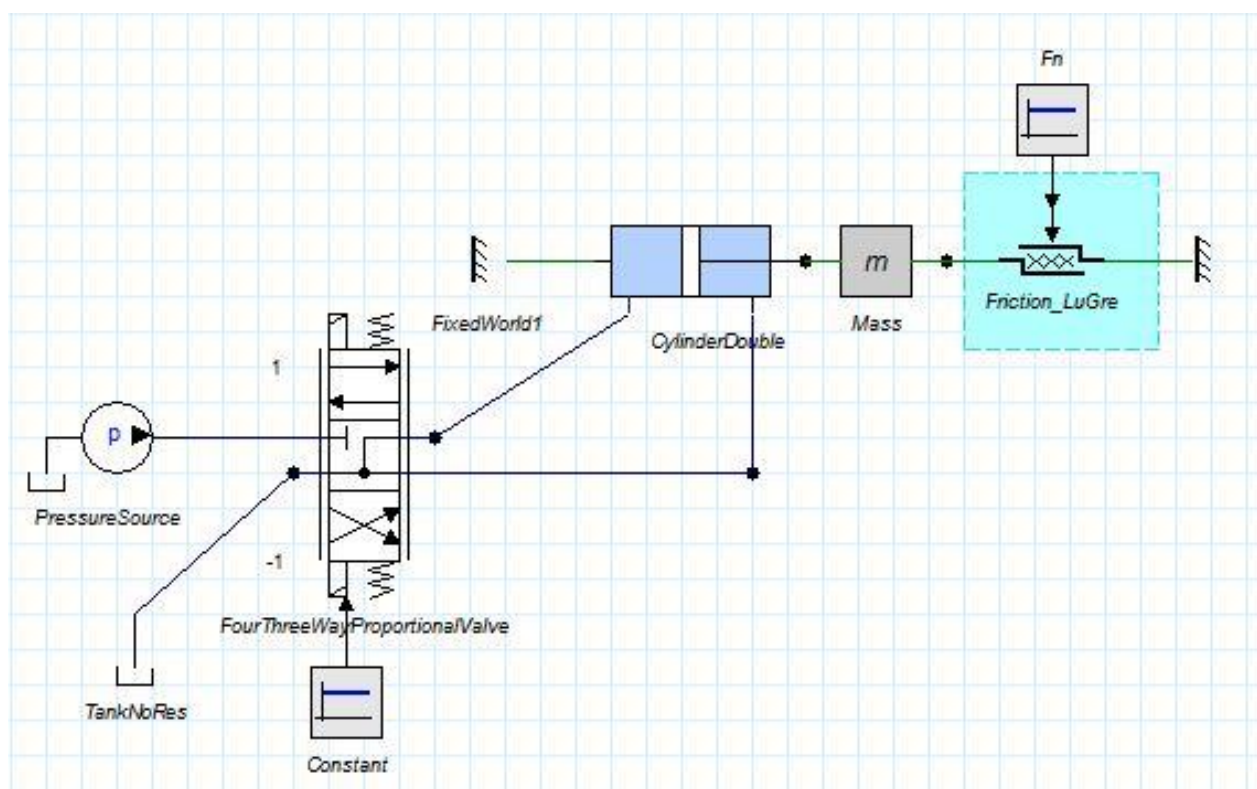 Fn
m
FixedWorld1
CylinderDouble
Mass
Friction_LuGre
1
p
PressureSource
-1
FourThreeWayProportionalValve
TankNoRes
Constant